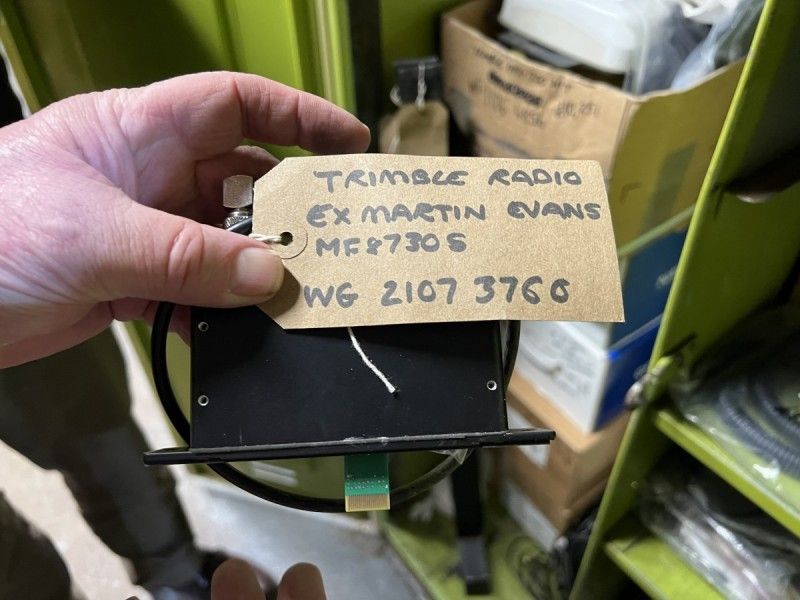 TRIMBLE RADIO
EX MARTIN EVANS
MF8730S
WG 2107 3760